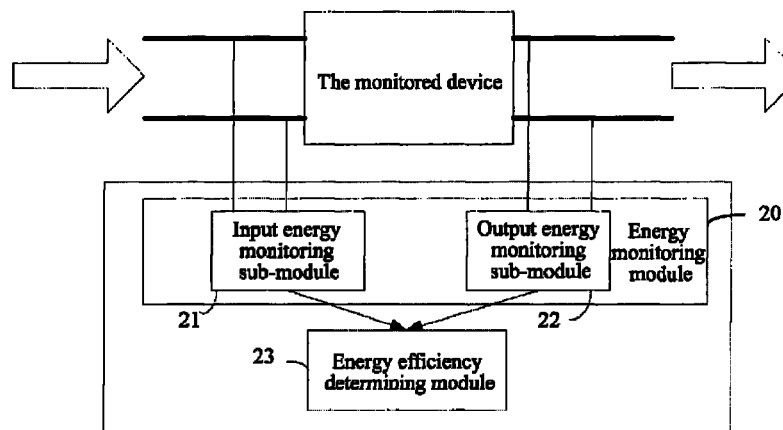 The monitored device
Input energy
monitoring
sub-module
Output energy
monitoring
sub-module
Energy
monitoring
module
20
21
22
23
Energy efficiency
determining module